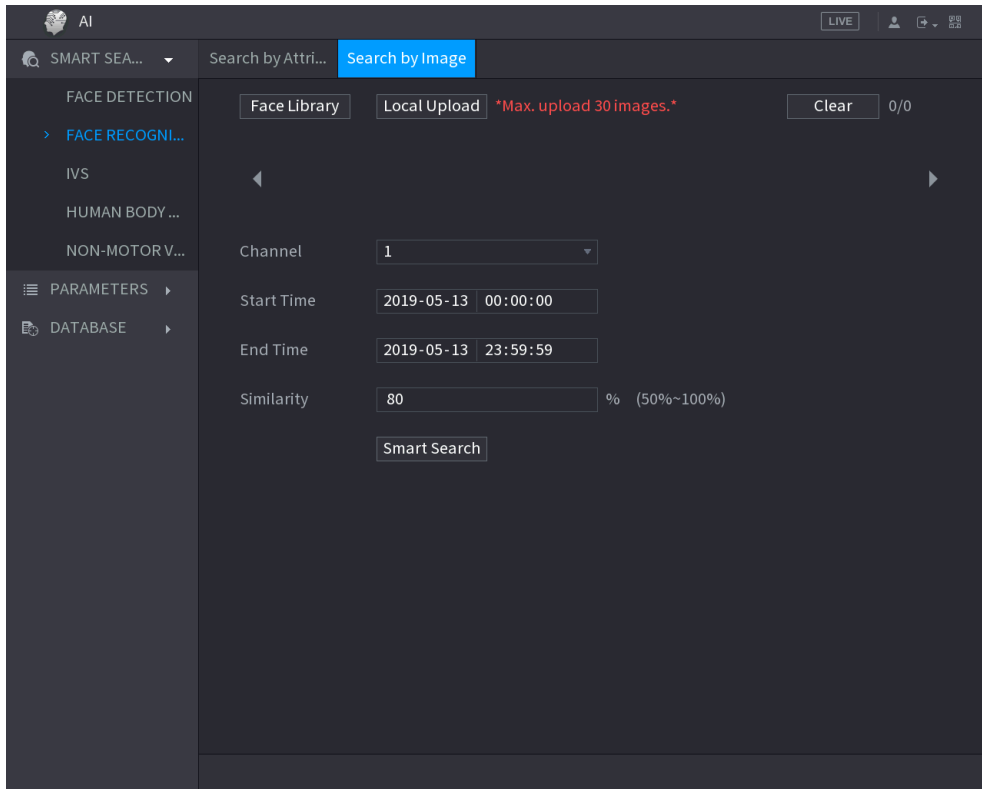 AI LIVE
SMART SEA...
Search by Attri... Search by Image
FACE DETECTION
FACE RECOGNI...
IVS
HUMAN BODY ...
NON-MOTOR V...
PARAMETERS
DATABASE
Face Library Local Upload *Max. upload 30 images.* Clear 0/0
Channel 1
Start Time 2019-05-13 00:00:00
End Time 2019-05-13 23:59:59
Similarity 80 % (50%~100%)
Smart Search